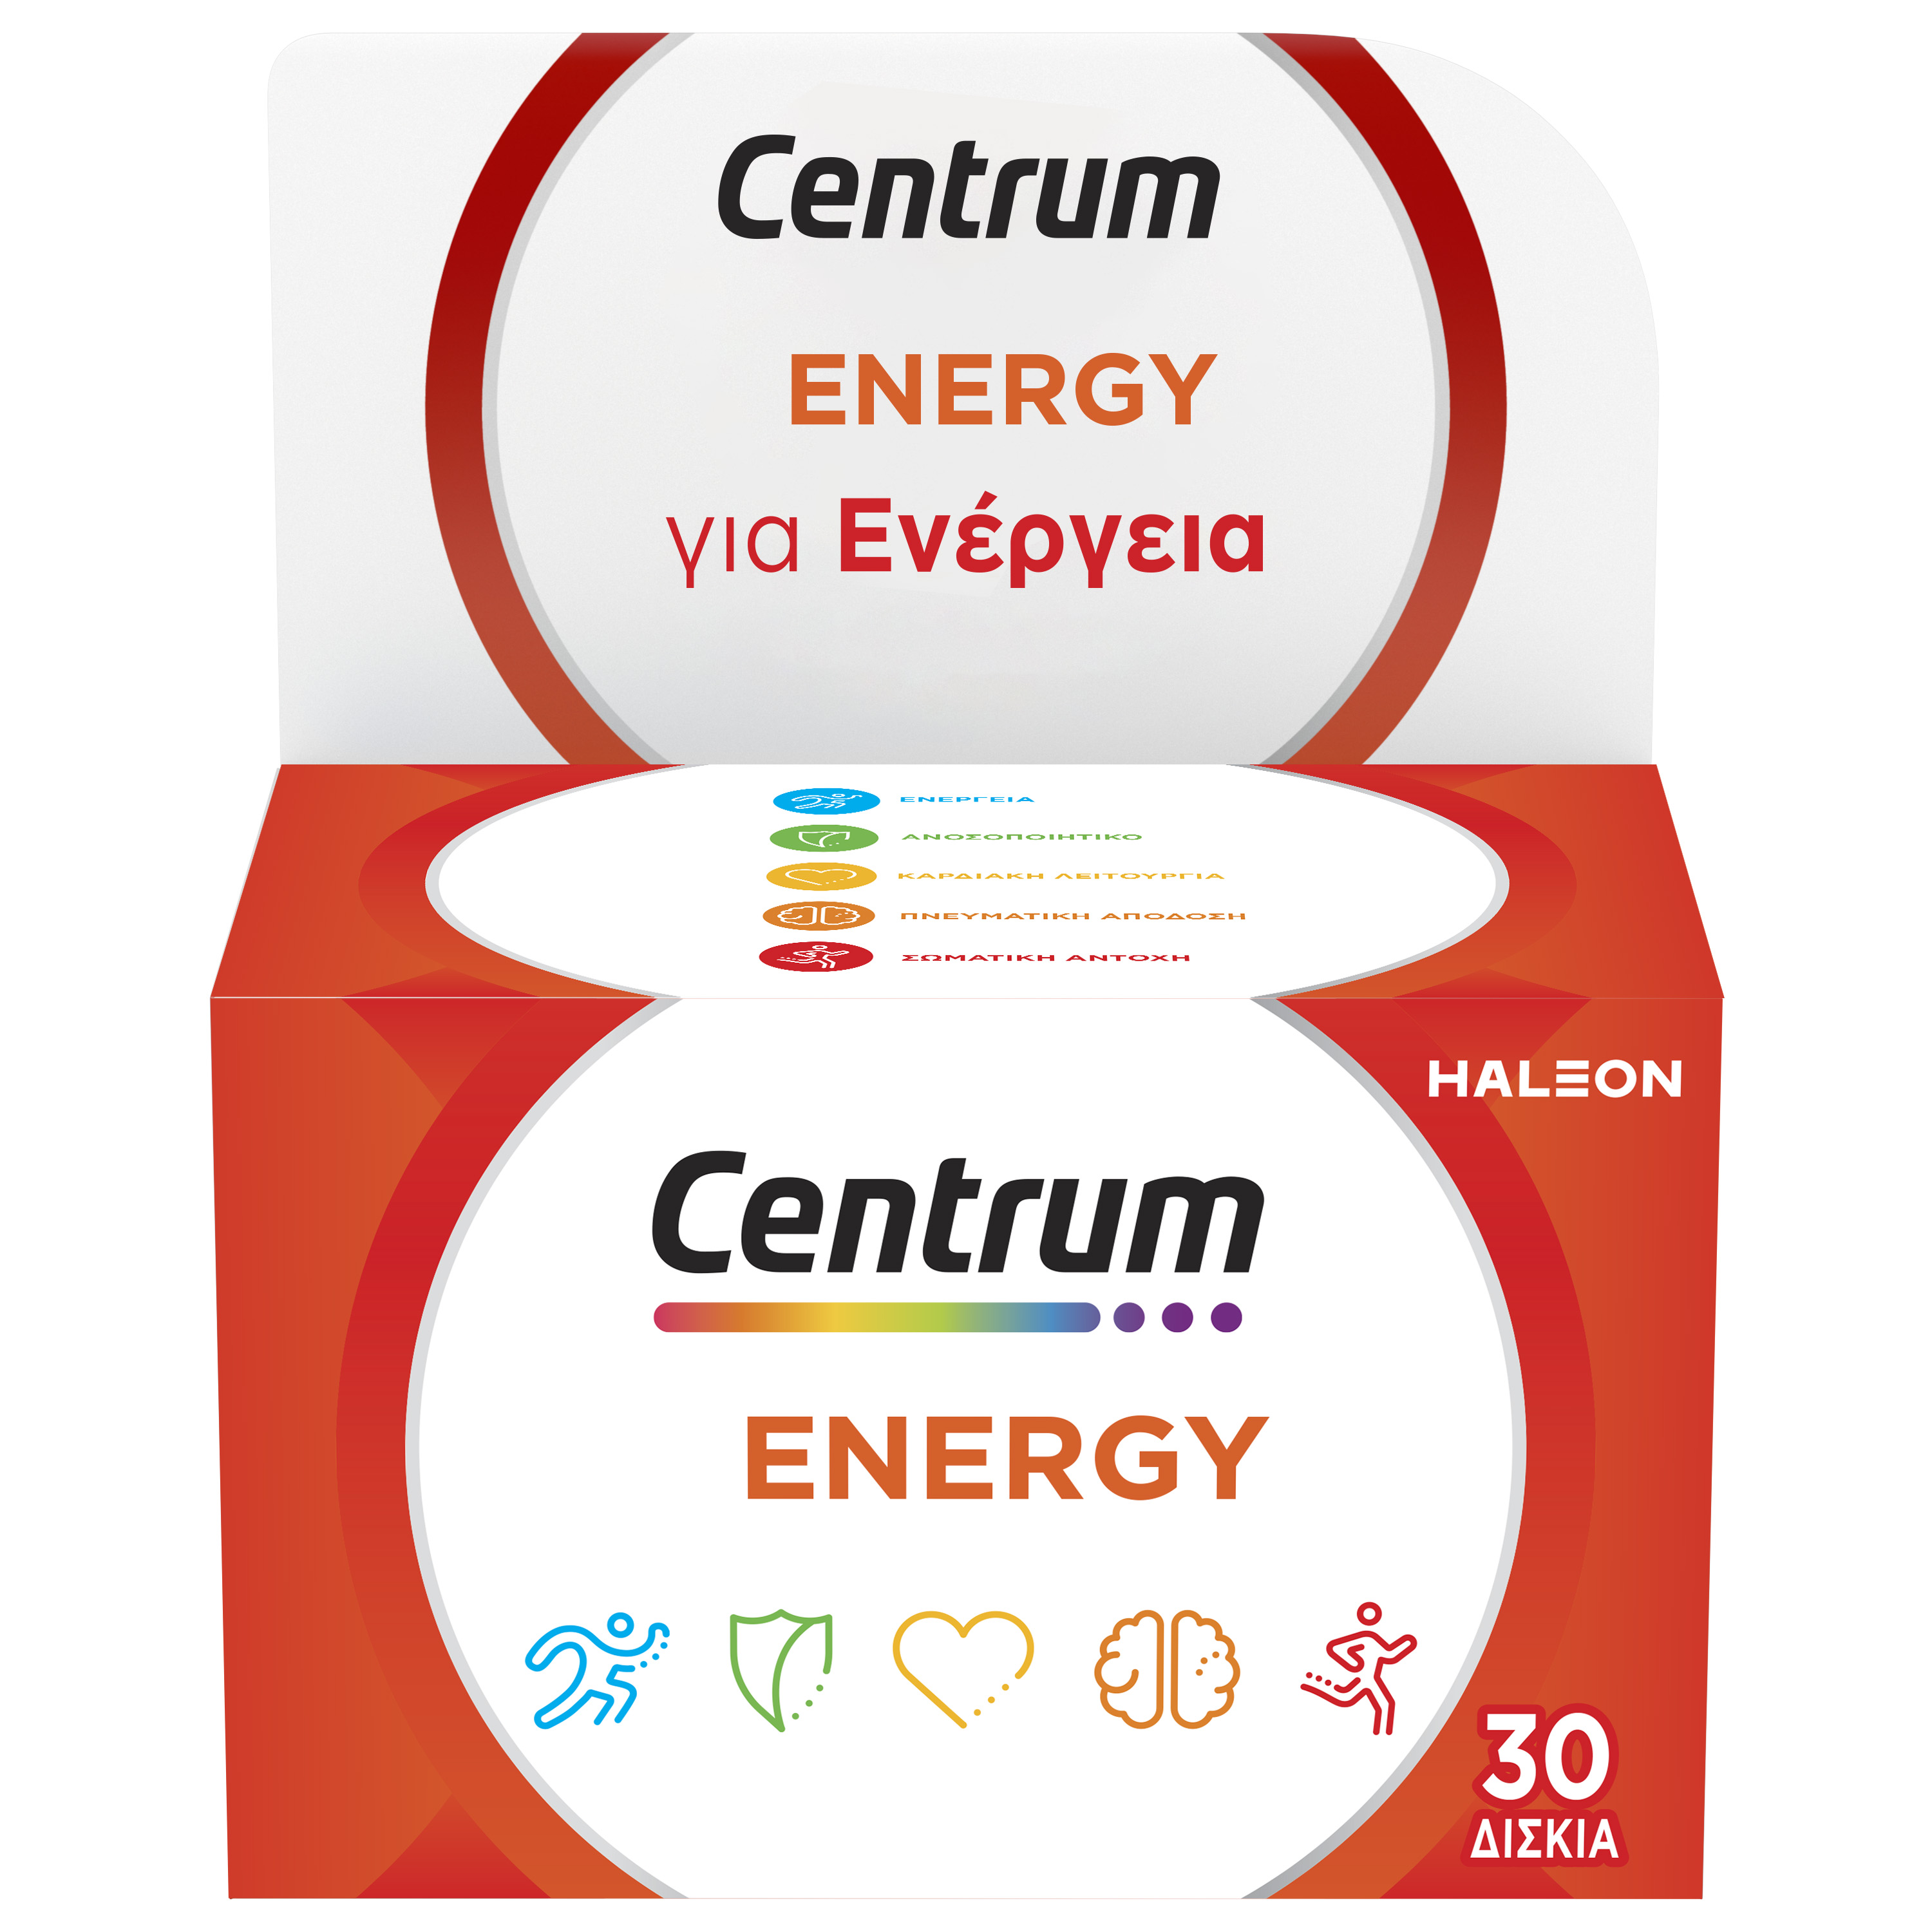 Centrum
ENERGY
για Ενέργεια
ΕΝΕΡΓΕΙΑ
ΑΝΟΣΟΠΟΙΗΤΙΚΟ
ΚΑΡΔΙΑΚΗ ΛΕΙΤΟΥΡΓΙΑ
ΠΝΕΥΜΑΤΙΚΗ ΑΠΟΔΟΣΗ
ΣΩΜΑΤΙΚΗ ΑΝΤΟΧΗ
HALEON
Centrum
ENERGY
30
ΔΙΣΚΙΑ